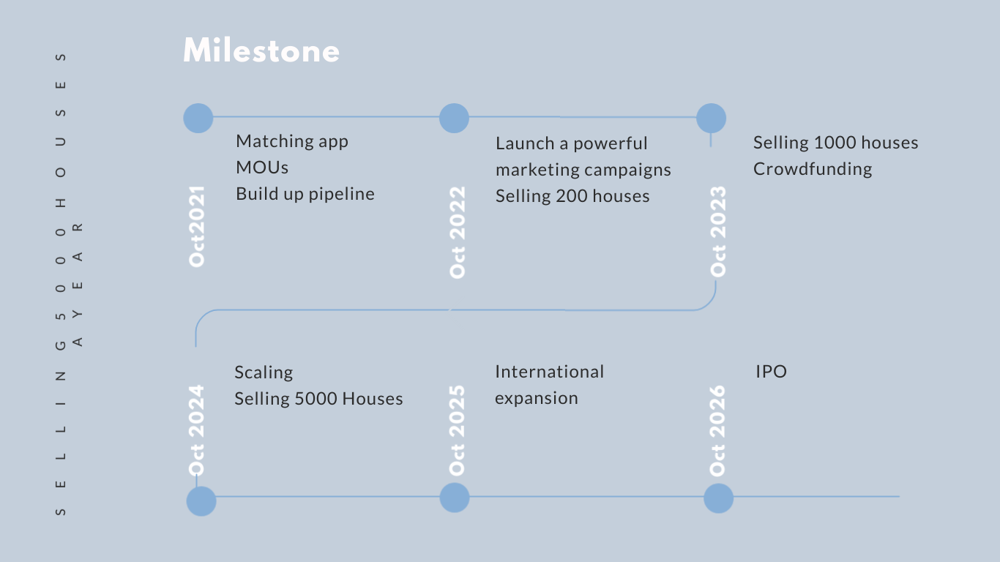 SELLING 5000 HOUSES
A YEAR
Milestone
Oct2021
Matching app
MOUs
Build up pipeline
Oct 2022
Launch a powerful
marketing campaigns
Selling 200 houses
Oct 2023
Selling 1000 houses
Crowdfunding
Oct 2024
Scaling
Selling 5000 Houses
Oct 2025
International
expansion
Oct 2026
IPO